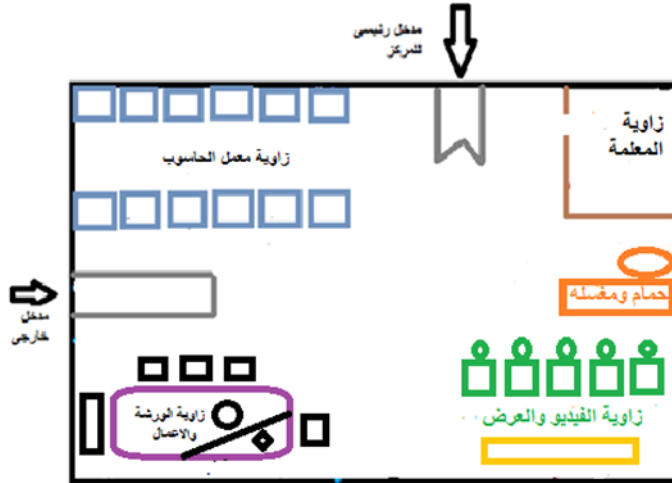 مدخل رئيسي
للمركز
زاوية
المعلمة
زاوية معمل الحاسوب
حمام ومغسله
مدخل
خارجي
زاوية الورشة
والاعمال
زاوية الفيديو والعرض